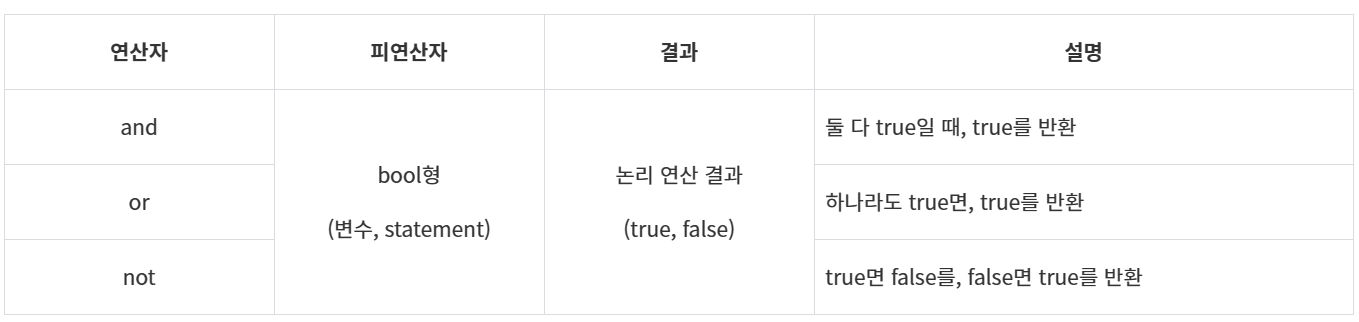 연산자
피연산자
결과
설명
and
bool형
(변수, statement)
논리 연산 결과
(true, false)
둘 다 true일 때, true를 반환
or
하나라도 true면, true를 반환
not
true면 false를, false면 true를 반환